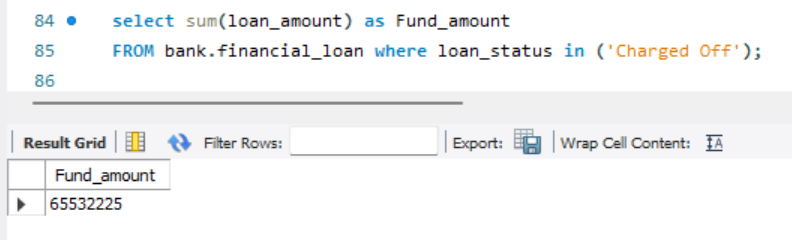 84 select sum(loan_amount) as Fund_amount
85 FROM bank.financial_loan where loan_status in ('Charged Off');
86
Result Grid Filter Rows: Export: Wrap Cell Content: IA
Fund_amount
65532225